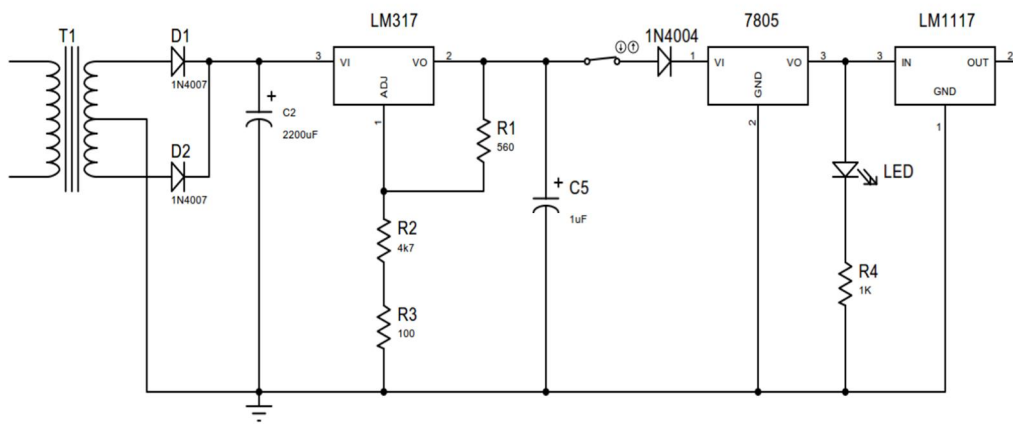 T1
D1
1N4007
D2
1N4007
C2
2200uF
LM317
3
VI
VO
2
ADJ
1
R1
560
R2
4k7
R3
100
C5
1uF
1N4004
7805
1
VI
VO
3
GND
2
LED
R4
1K
LM1117
3
IN
OUT
2
GND
1